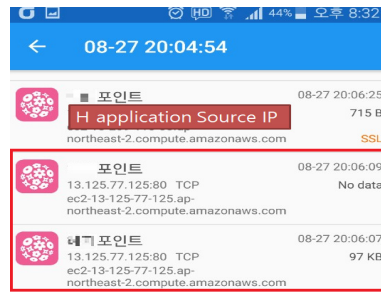 44% 오후 8:32
← 08-27 20:04:54
포인트 08-27 20:06:25
H application Source IP 715 B
northeast-2.compute.amazonaws.com SSL
포인트 08-27 20:06:09
13.125.77.125:80 TCP No data
ec2-13-125-77-125.ap-
northeast-2.compute.amazonaws.com
포인트 08-27 20:06:07
13.125.77.125:80 TCP 97 KB
ec2-13-125-77-125.ap-
northeast-2.compute.amazonaws.com